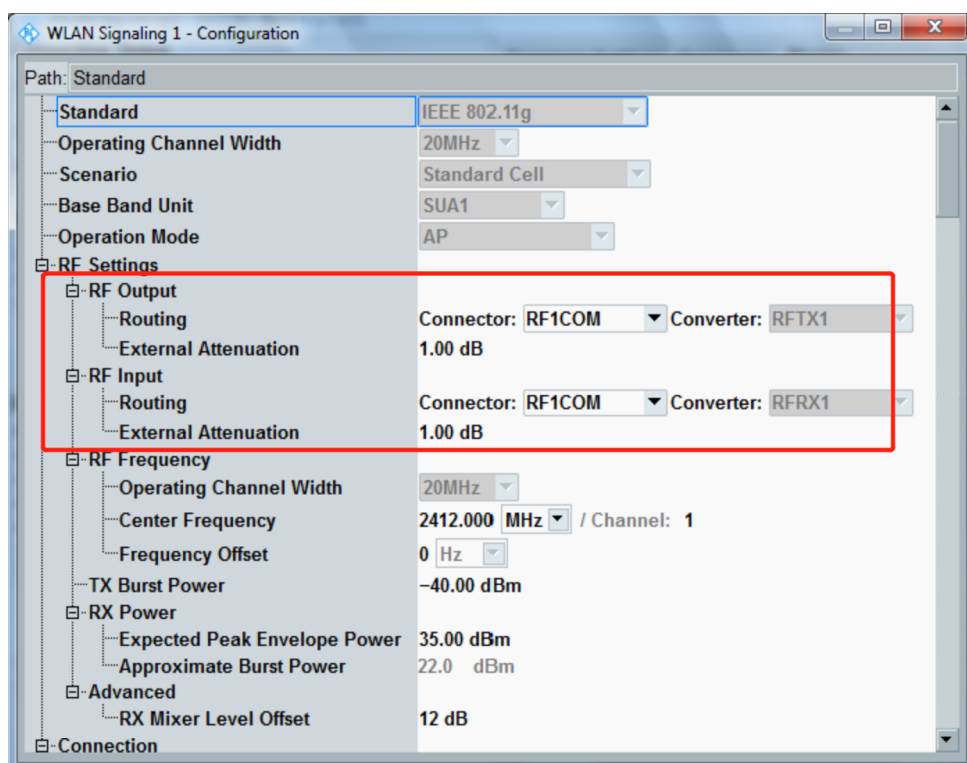 WLAN Signaling 1 - Configuration
Path: Standard
Standard IEEE 802.11g
Operating Channel Width 20MHz
Scenario Standard Cell
Base Band Unit SUA1
Operation Mode AP
RF Settings
RF Output
Routing Connector: RF1COM Converter: RFTX1
External Attenuation 1.00 dB
RF Input
Routing Connector: RF1COM Converter: RFRX1
External Attenuation 1.00 dB
RF Frequency
Operating Channel Width 20MHz
Center Frequency 2412.000 MHz / Channel: 1
Frequency Offset 0 Hz
TX Burst Power −40.00 dBm
RX Power
Expected Peak Envelope Power 35.00 dBm
Approximate Burst Power 22.0 dBm
Advanced
RX Mixer Level Offset 12 dB
Connection